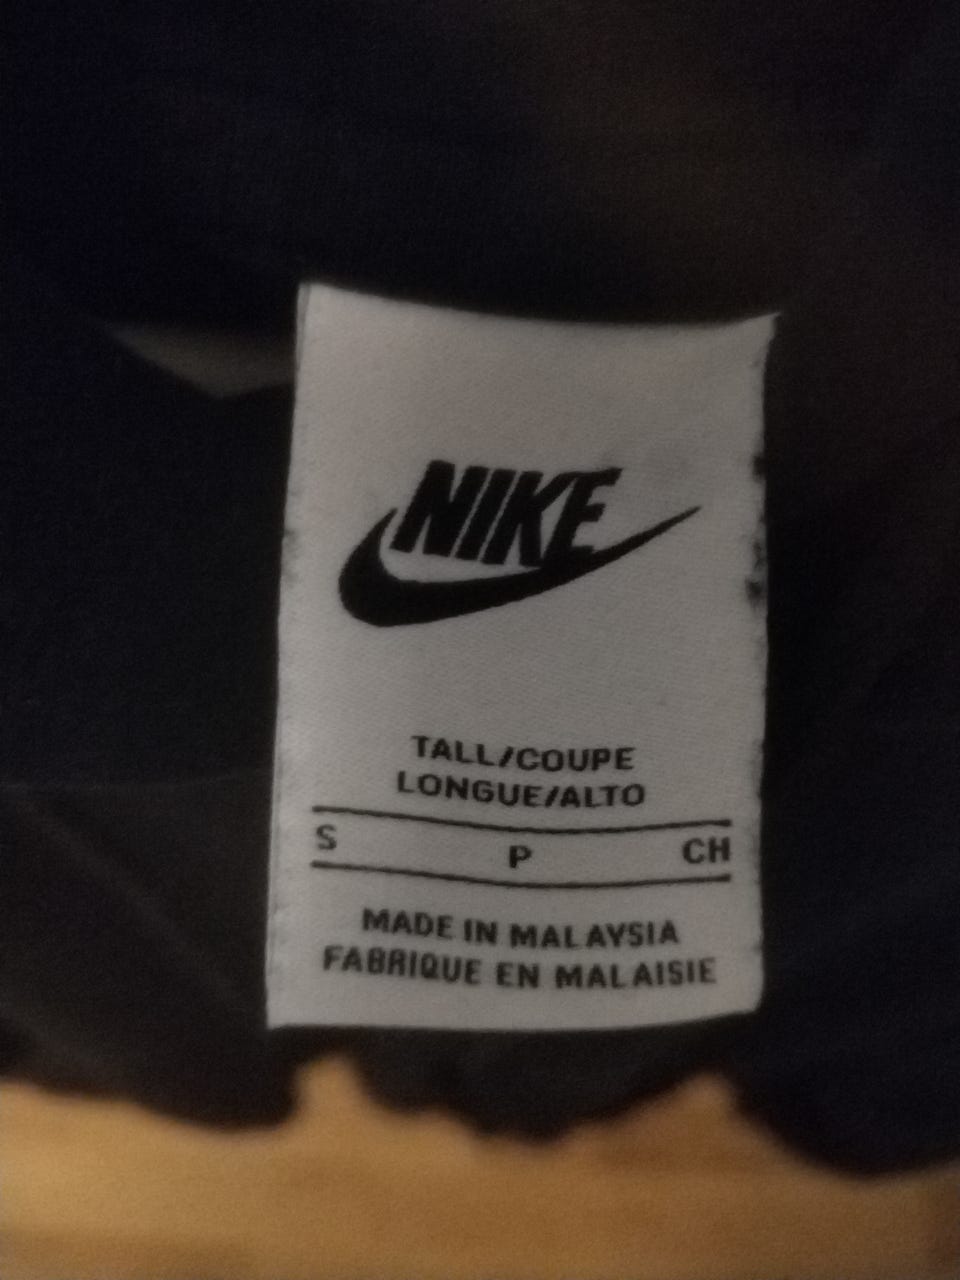 NIKE
TALL/COUPE
LONGUE/ALTO
S P CH
MADE IN MALAYSIA
FABRIQUE EN MALAISIE